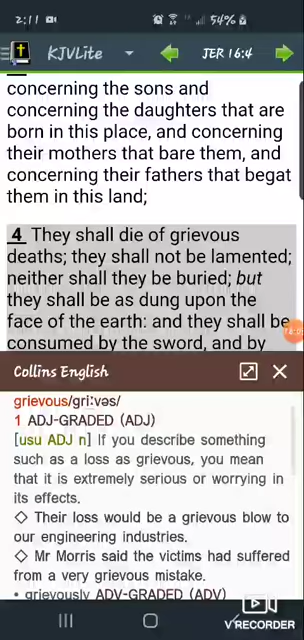 2:11 54%
KJVLite JER 16:4
concerning the sons and
concerning the daughters that are
born in this place, and concerning
their mothers that bare them, and
concerning their fathers that begat
them in this land;
4 They shall die of grievous
deaths; they shall not be lamented;
neither shall they be buried; but
they shall be as dung upon the
face of the earth: and they shall be
consumed by the sword, and by
Collins English
grievous/griːvəs/
1 ADJ-GRADED (ADJ)
[usu ADJ n] If you describe something
such as a loss as grievous, you mean
that it is extremely serious or worrying in
its effects.
◇ Their loss would be a grievous blow to
our engineering industries.
◇ Mr Morris said the victims had suffered
from a very grievous mistake.
• grievously ADV-GRADED (ADV)
VRECORDER